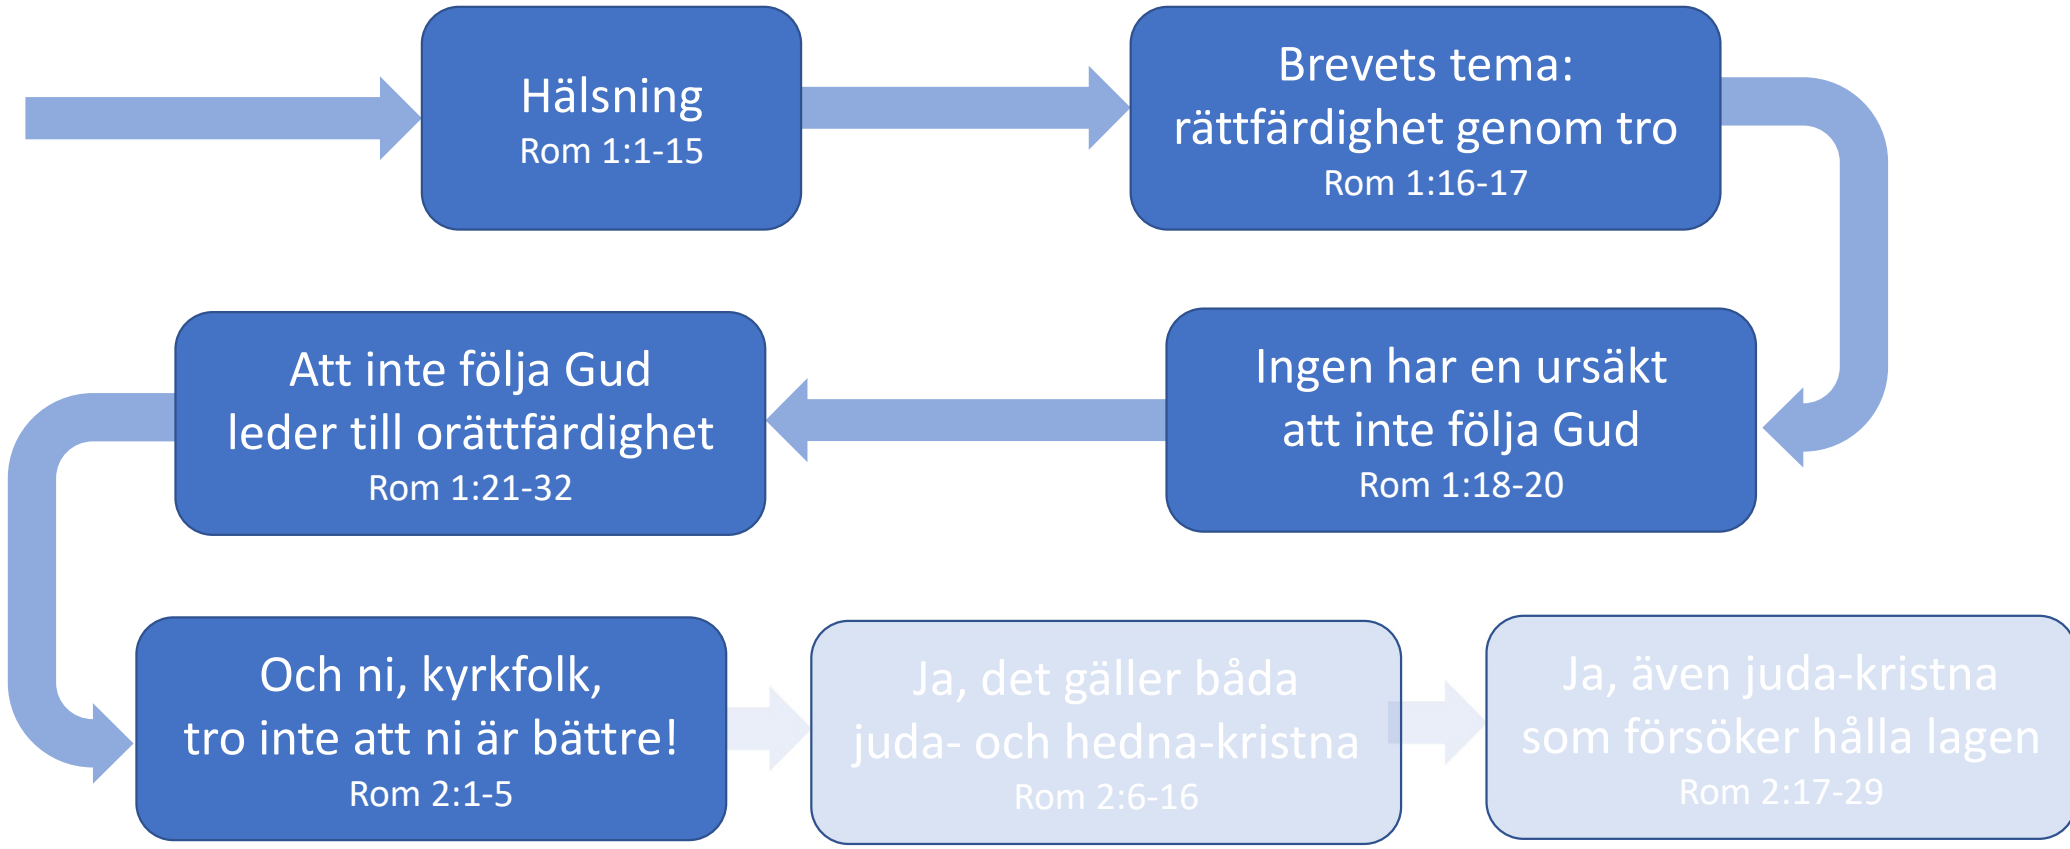 Hälsning
Rom 1:1-15
Brevets tema:
rättfärdighet genom tro
Rom 1:16-17
Ingen har en ursäkt
att inte följa Gud
Rom 1:18-20
Att inte följa Gud
leder till orättfärdighet
Rom 1:21-32
Och ni, kyrkfolk,
tro inte att ni är bättre!
Rom 2:1-5
Ja, det gäller båda
juda- och hedna-kristna
Rom 2:6-16
Ja, även juda-kristna
som försöker hålla lagen
Rom 2:17-29